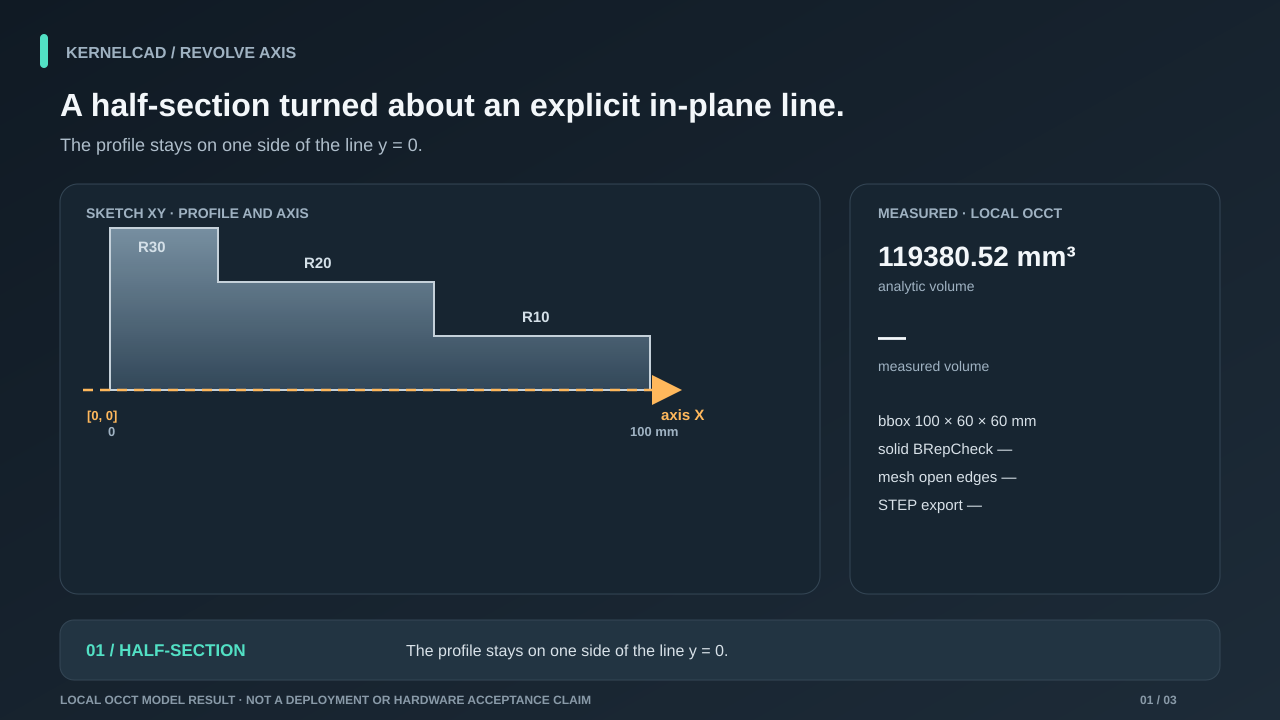 KERNELCAD / REVOLVE AXIS
A half-section turned about an explicit in-plane line.
The profile stays on one side of the line y = 0.
SKETCH XY · PROFILE AND AXIS
R30
R20
R10
[0, 0]
axis X
0
100 mm
MEASURED · LOCAL OCCT
119380.52 mm³
analytic volume
—
measured volume
bbox 100 × 60 × 60 mm
solid BRepCheck —
mesh open edges —
STEP export —
01 / HALF-SECTION
The profile stays on one side of the line y = 0.
LOCAL OCCT MODEL RESULT · NOT A DEPLOYMENT OR HARDWARE ACCEPTANCE CLAIM
01 / 03